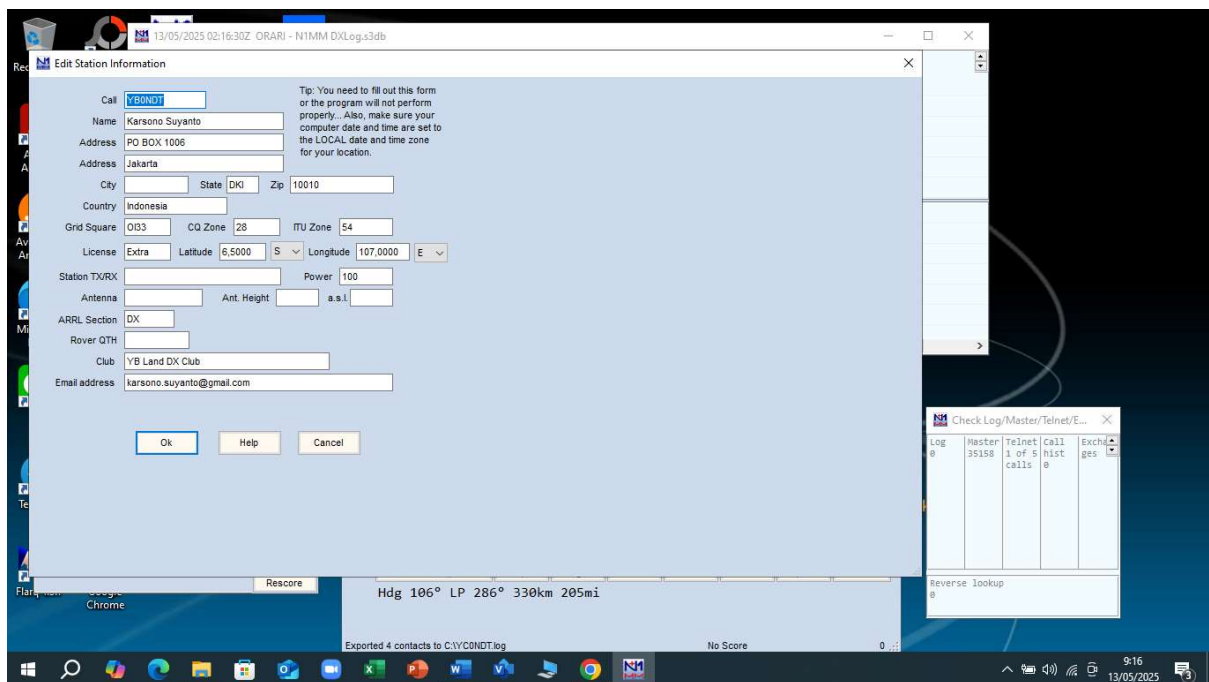 13/05/2025 02:16:30Z ORARI - N1MM DXLog.s3db
Edit Station Information
Call YB0NDT
Name Karsono Suyanto
Address PO BOX 1006
Address Jakarta
City State DKI Zip 10010
Country Indonesia
Grid Square OI33 CQ Zone 28 ITU Zone 54
License Extra Latitude 6,5000 S Longitude 107,0000 E
Station TX/RX Power 100
Antenna Ant. Height a.s.l.
ARRL Section DX
Rover QTH
Club YB Land DX Club
Email address karsono.suyanto@gmail.com
Tip: You need to fill out this form
or the program will not perform
properly... Also, make sure your
computer date and time are set to
the LOCAL date and time zone
for your location.
Ok Help Cancel
Rescore
Chrome
Hdg 106° LP 286° 330km 205mi
Exported 4 contacts to C:\YC0NDT.log No Score 0
Check Log/Master/Telnet/E...
Log Master Telnet Call Excha
0 35158 1 of 5 hist ges
calls 0
Reverse lookup
0
9:16
13/05/2025
3